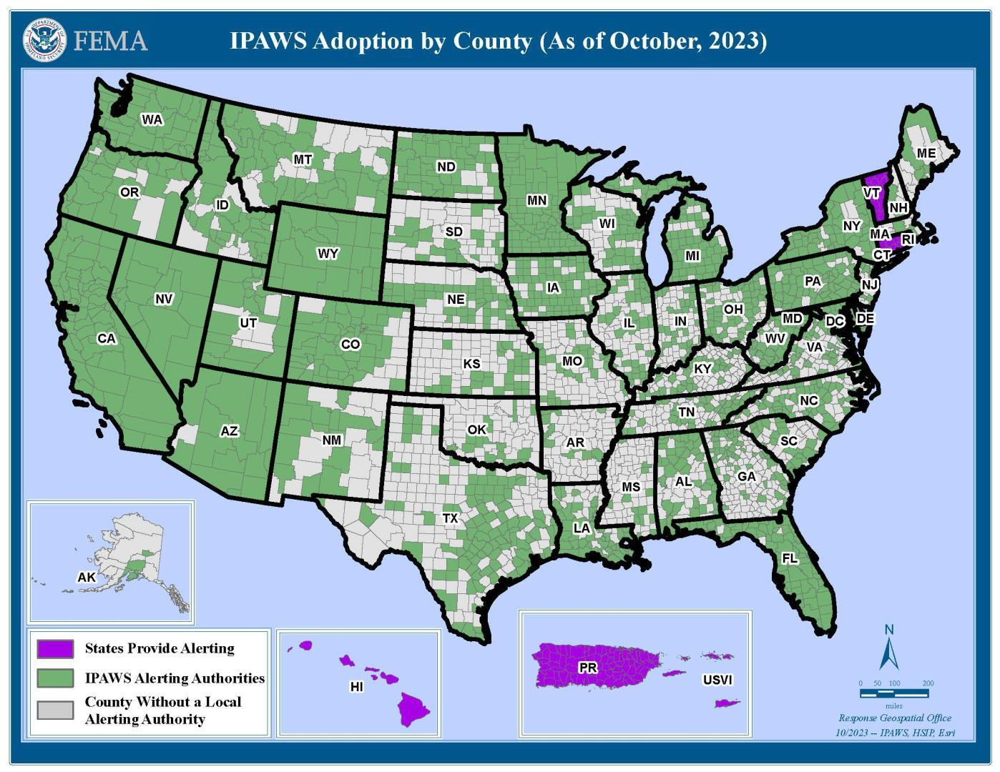 FEMA
IPAWS Adoption by County (As of October, 2023)
WA
MT
ND
MN
ME
OR
ID
SD
WI
VT
NH
NY
MA
RI
CT
WY
MI
IA
NE
PA
NJ
NV
UT
CO
IL
IN
OH
MD
DC
DE
WV
VA
CA
KS
MO
KY
AZ
NM
OK
AR
TN
NC
SC
MS
AL
GA
TX
LA
FL
AK
HI
PR
USVI
States Provide Alerting
IPAWS Alerting Authorities
County Without a Local
Alerting Authority
N
0 50 100 200
miles
Response Geospatial Office
10/2023 -- IPAWS, HSIP, Esri